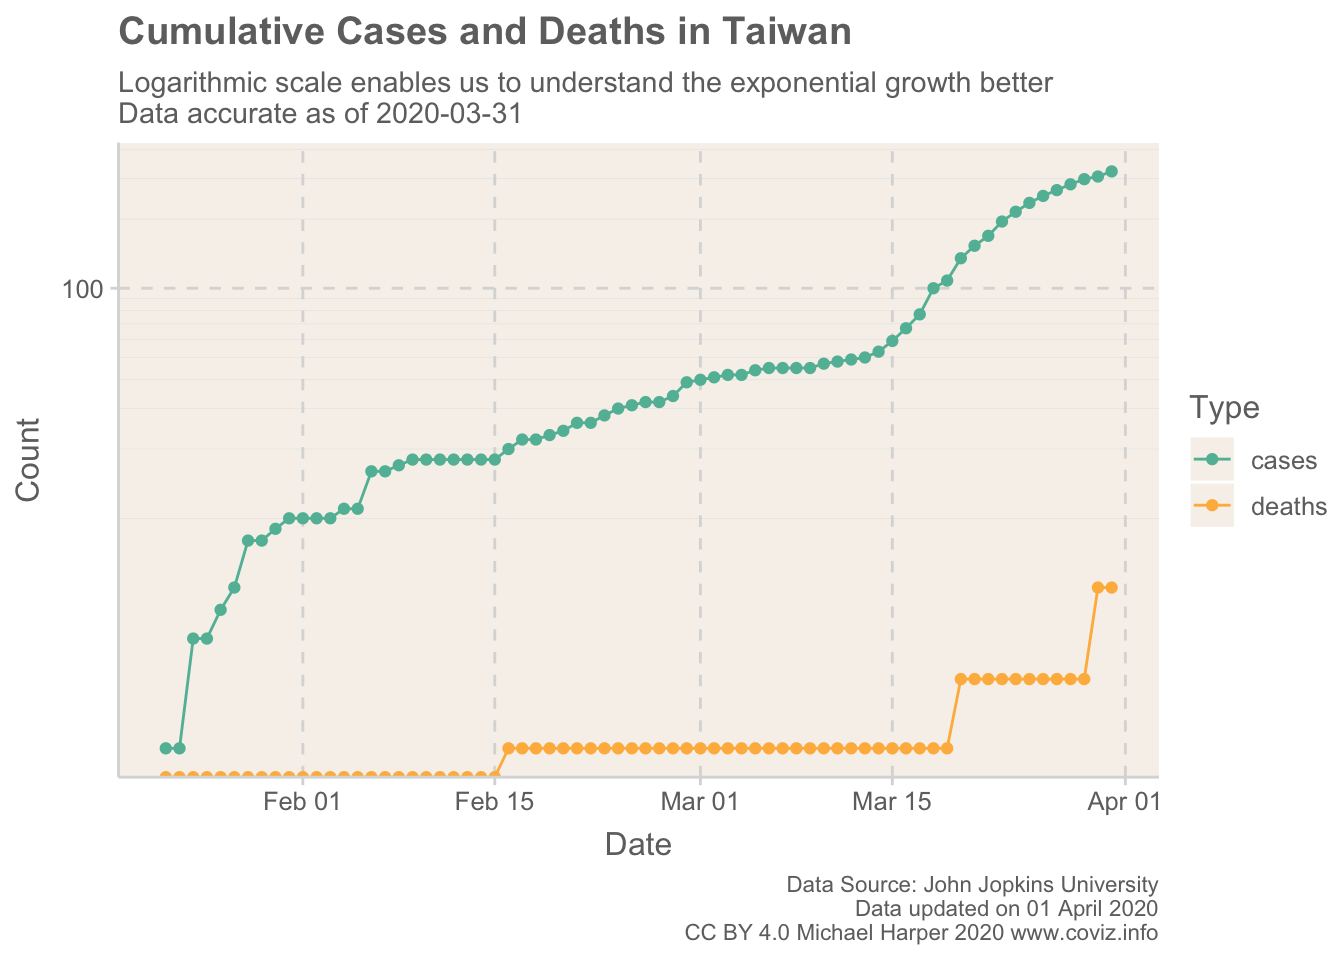 Cumulative Cases and Deaths in Taiwan
Logarithmic scale enables us to understand the exponential growth better
Data accurate as of 2020-03-31
100
Count
Type
cases
deaths
Feb 01
Feb 15
Mar 01
Mar 15
Apr 01
Date
Data Source: John Jopkins University
Data updated on 01 April 2020
CC BY 4.0 Michael Harper 2020 www.coviz.info